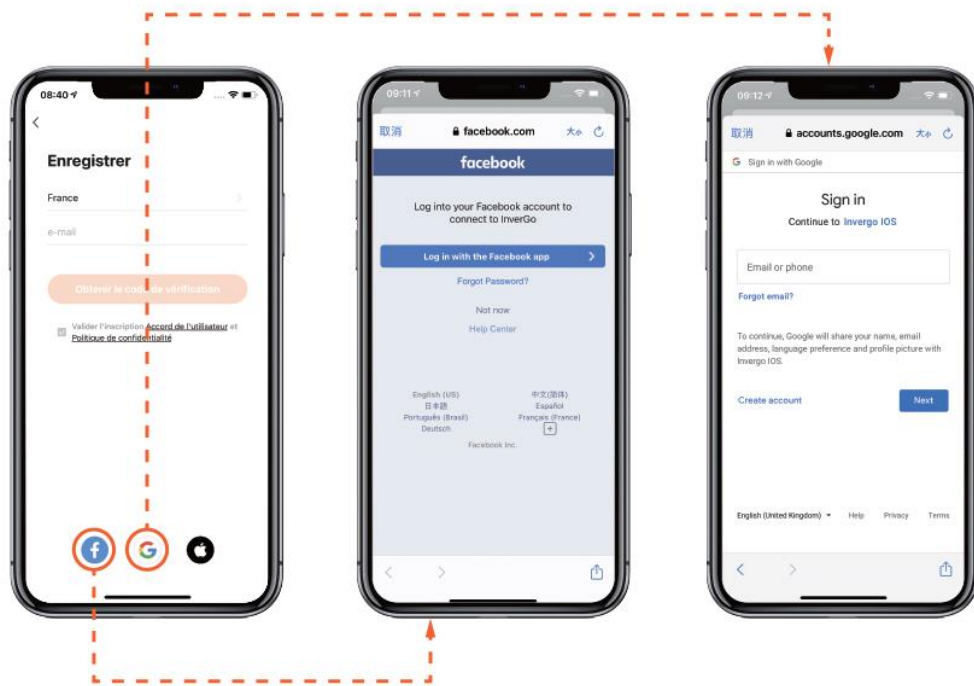 08:40
Enregistrer
France
e-mail
Obtenir le code de vérification
Valider l'inscription Accord de l'utilisateur et
Politique de confidentialité
09:11
取消
facebook.com
大小
facebook
Log into your Facebook account to
connect to InverGo
Log in with the Facebook app
Forgot Password?
Not now
Help Center
English (US)
中文(简体)
日本語
Español
Português (Brasil)
Français (France)
Deutsch
Facebook Inc.
09:12
取消
accounts.google.com
大小
Sign in with Google
Sign in
Continue to Invergo IOS
Email or phone
Forgot email?
To continue, Google will share your name, email
address, language preference and profile picture with
Invergo IOS.
Create account
Next
English (United Kingdom)
Help
Privacy
Terms